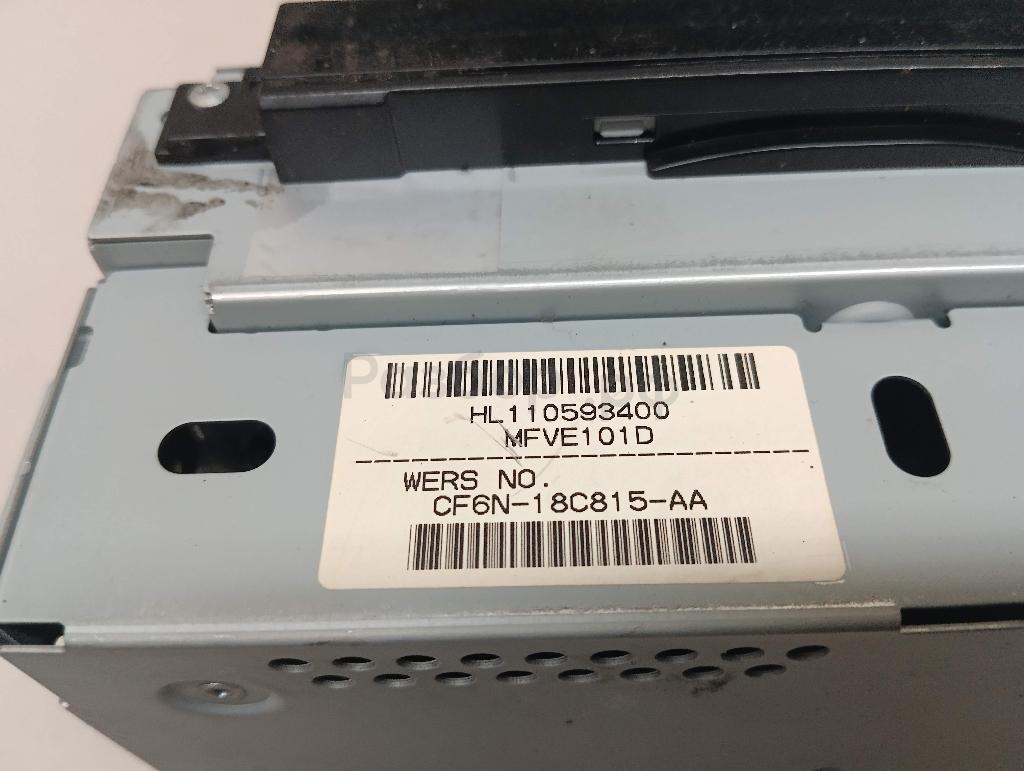 HL110593400
MFVE101D
WERS NO.
CF6N-18C815-AA